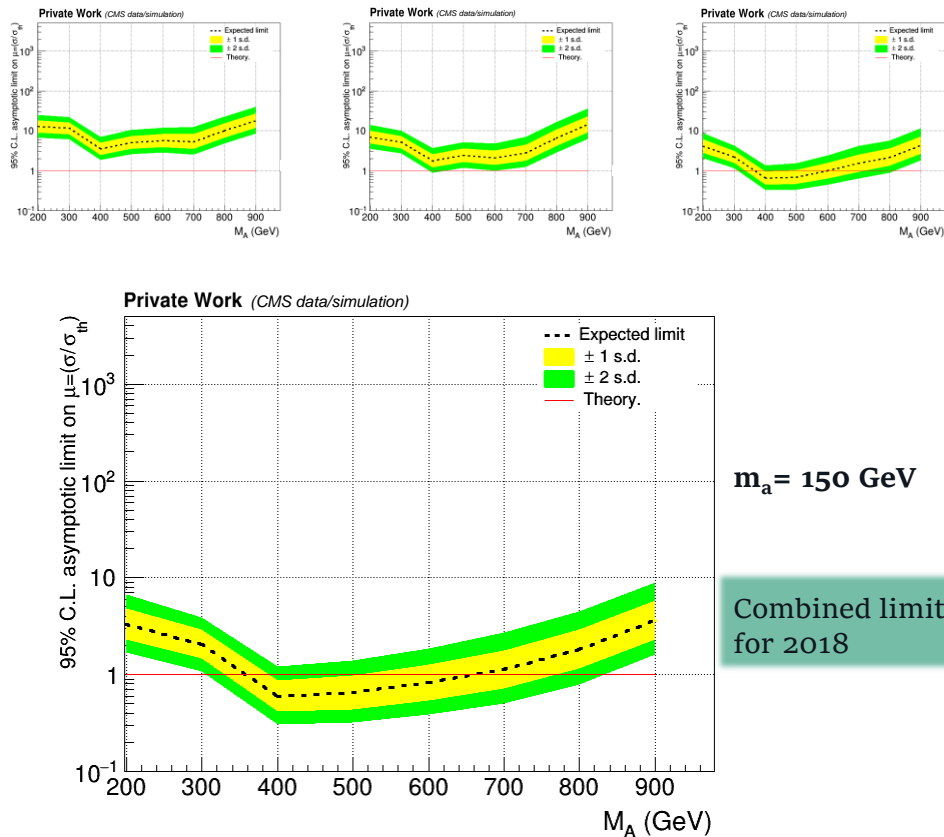 Private Work (CMS data/simulation)
95% C.L. asymptotic limit on μ=(σ/σth)
10³
10²
10
1
10⁻¹
Expected limit
± 1 s.d.
± 2 s.d.
Theory.
200 300 400 500 600 700 800 900
M_A (GeV)
Private Work (CMS data/simulation)
95% C.L. asymptotic limit on μ=(σ/σth)
10³
10²
10
1
10⁻¹
Expected limit
± 1 s.d.
± 2 s.d.
Theory.
200 300 400 500 600 700 800 900
M_A (GeV)
Private Work (CMS data/simulation)
95% C.L. asymptotic limit on μ=(σ/σth)
10³
10²
10
1
10⁻¹
Expected limit
± 1 s.d.
± 2 s.d.
Theory.
200 300 400 500 600 700 800 900
M_A (GeV)
Private Work (CMS data/simulation)
95% C.L. asymptotic limit on μ=(σ/σth)
10³
10²
10
1
10⁻¹
Expected limit
± 1 s.d.
± 2 s.d.
Theory.
200 300 400 500 600 700 800 900
M_A (GeV)
m_a= 150 GeV
Combined limit
for 2018